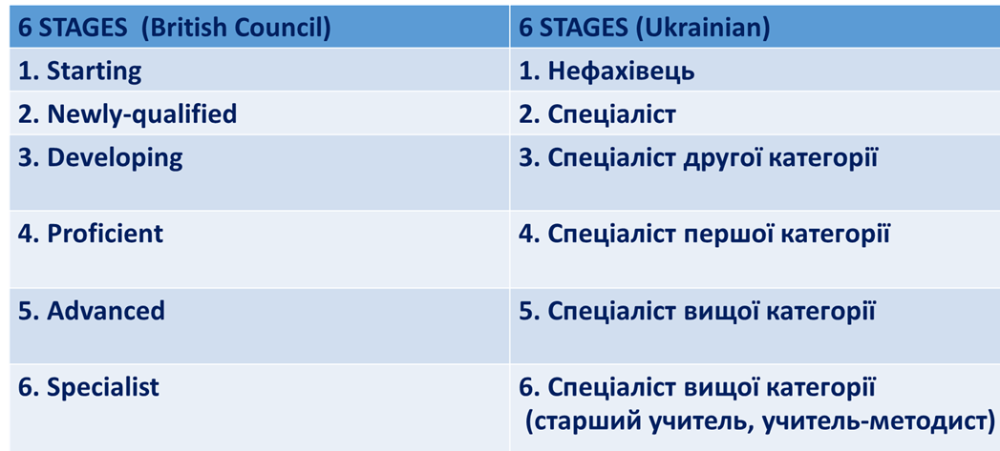 6 STAGES  (British Council)
6 STAGES (Ukrainian)
1. Starting
1. Нефахівець
2. Newly-qualified
2. Спеціаліст
3. Developing
3. Спеціаліст другої категорії
4. Proficient
4. Спеціаліст першої категорії
5. Advanced
5. Спеціаліст вищої категорії
6. Specialist
6. Спеціаліст вищої категорії
(старший учитель, учитель-методист)